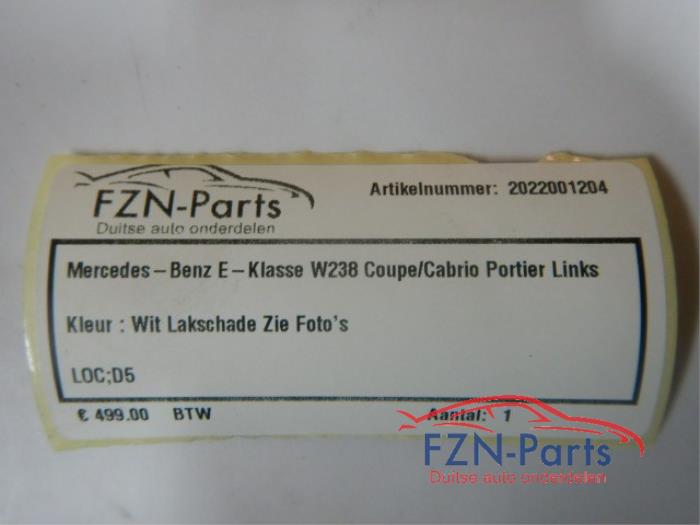 FZN-Parts
Duitse auto onderdelen
Artikelnummer: 2022001204
Mercedes-Benz E-Klasse W238 Coupe/Cabrio Portier Links
Kleur : Wit Lakschade Zie Foto's
LOC;D5
€ 499.00 BTW
Aantal: 1
FZN-Parts
Duitse auto onderdelen